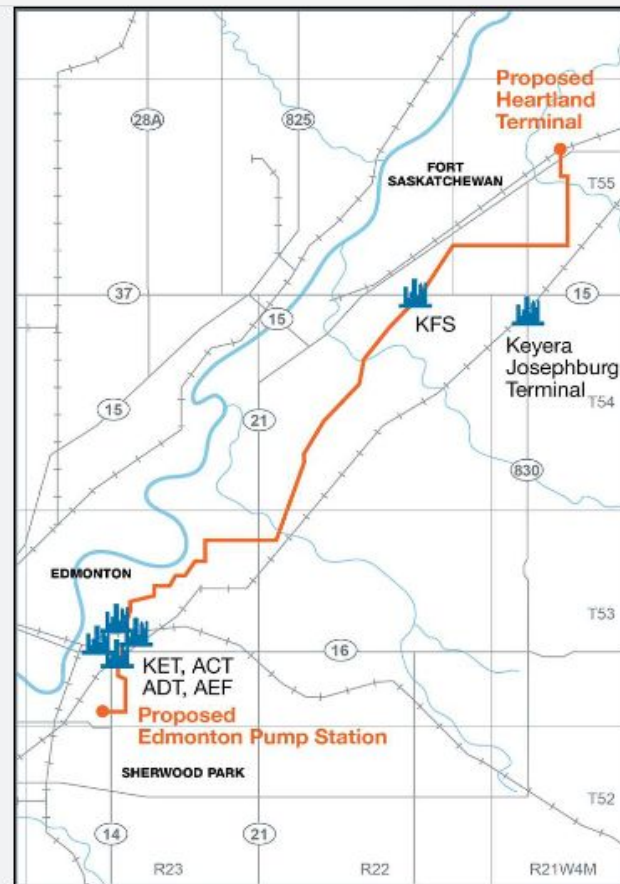 Proposed
Heartland
Terminal
28A
825
FORT
SASKATCHEWAN
T55
37
15
15
KFS
Keyera
Josephburg
Terminal
15
21
T54
830
EDMONTON
T53
16
KET, ACT
ADT, AEF
Proposed
Edmonton Pump Station
SHERWOOD PARK
T52
14
21
R23
R22
R21W4M